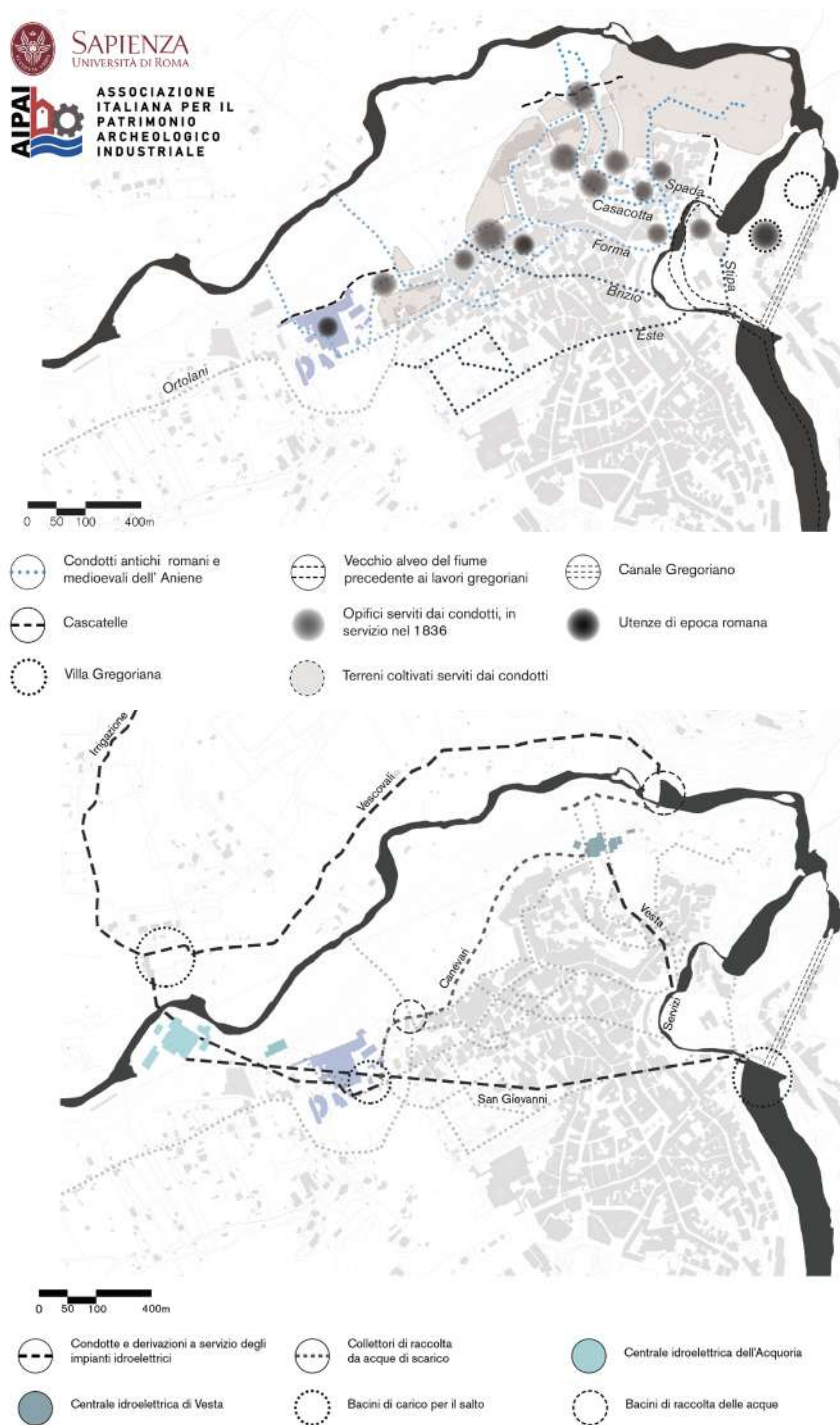 SAPIENZA
UNIVERSITÀ DI ROMA
AIPAI
ASSOCIAZIONE
ITALIANA PER IL
PATRIMONIO
ARCHEOLOGICO
INDUSTRIALE
Spada
Casacotta
Forma
Stipa
Brizio
Este
Ortolani
0 50 100 400m
Condotti antichi romani e
medioevali dell' Aniene
Vecchio alveo del fiume
precedente ai lavori gregoriani
Canale Gregoriano
Cascatelle
Opifici serviti dai condotti, in
servizio nel 1836
Utenze di epoca romana
Villa Gregoriana
Terreni coltivati serviti dai condotti
Irrigazione
Vescovali
Vesta
Canevari
Servizi
San Giovanni
0 50 100 400m
Condotte e derivazioni a servizio degli
impianti idroelettrici
Collettori di raccolta
da acque di scarico
Centrale idroelettrica dell'Acquoria
Centrale idroelettrica di Vesta
Bacini di carico per il salto
Bacini di raccolta delle acque